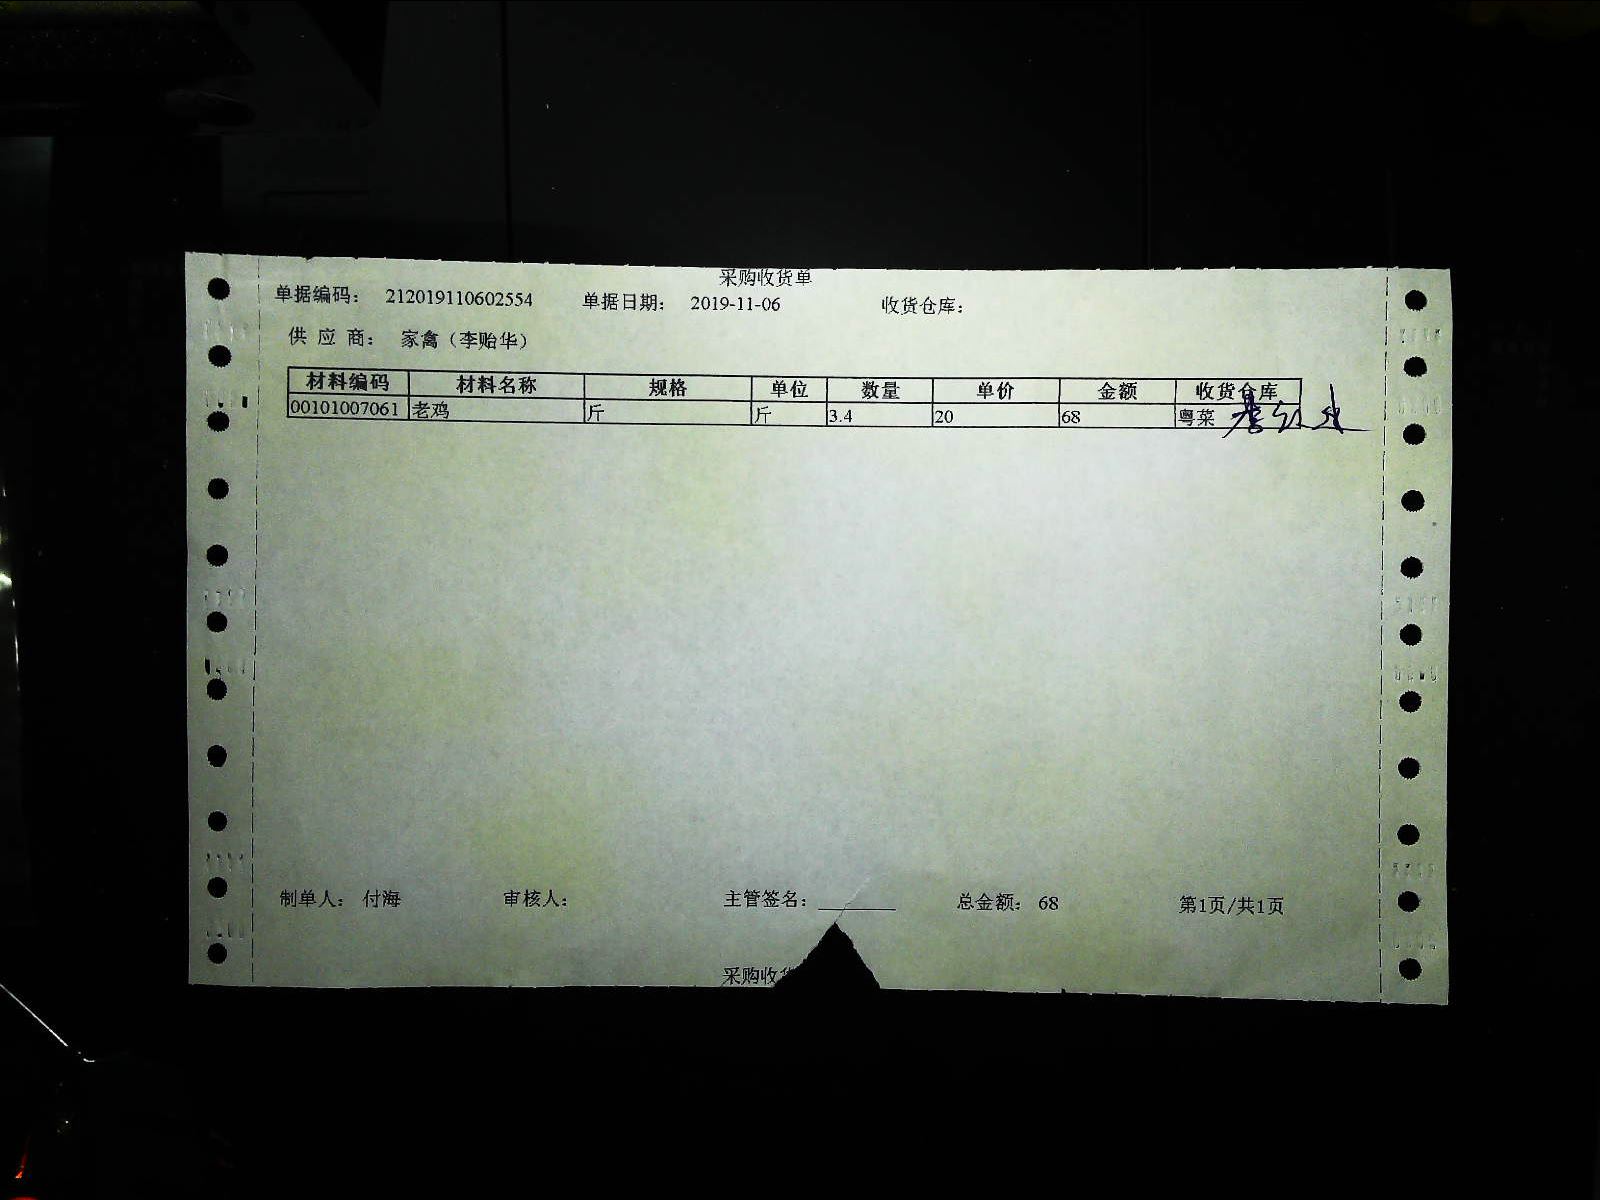 采购收货单
单据编码： 212019110602554 单据日期： 2019-11-06 收货仓库：
供 应 商： 家禽（李贻华）
材料编码 材料名称 规格 单位 数量 单价 金额 收货仓库
00101007061 老鸡 斤 斤 3.4 20 68 粤菜
制单人： 付海 审核人： 主管签名： 总金额： 68 第1页/共1页
采购收